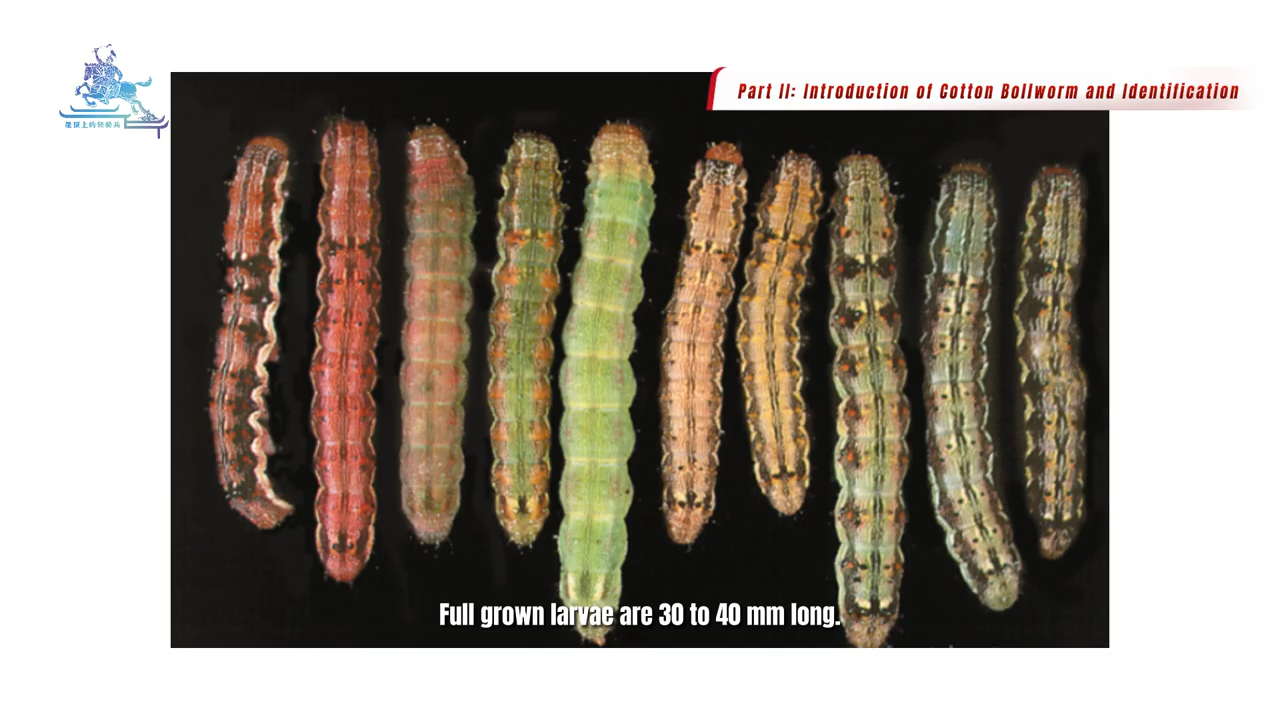 Part II: Introduction of Cotton Bollworm and Identification
Full grown larvae are 30 to 40 mm long.